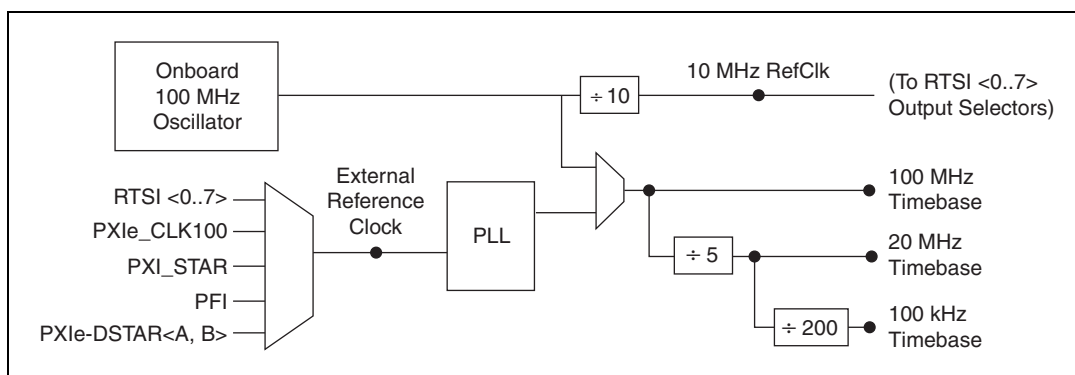 Onboard
100 MHz
Oscillator
÷ 10
10 MHz RefClk
(To RTSI <0..7>
Output Selectors)
RTSI <0..7>
PXIe_CLK100
PXI_STAR
PFI
PXIe-DSTAR<A, B>
External
Reference
Clock
PLL
100 MHz
Timebase
÷ 5
20 MHz
Timebase
÷ 200
100 kHz
Timebase